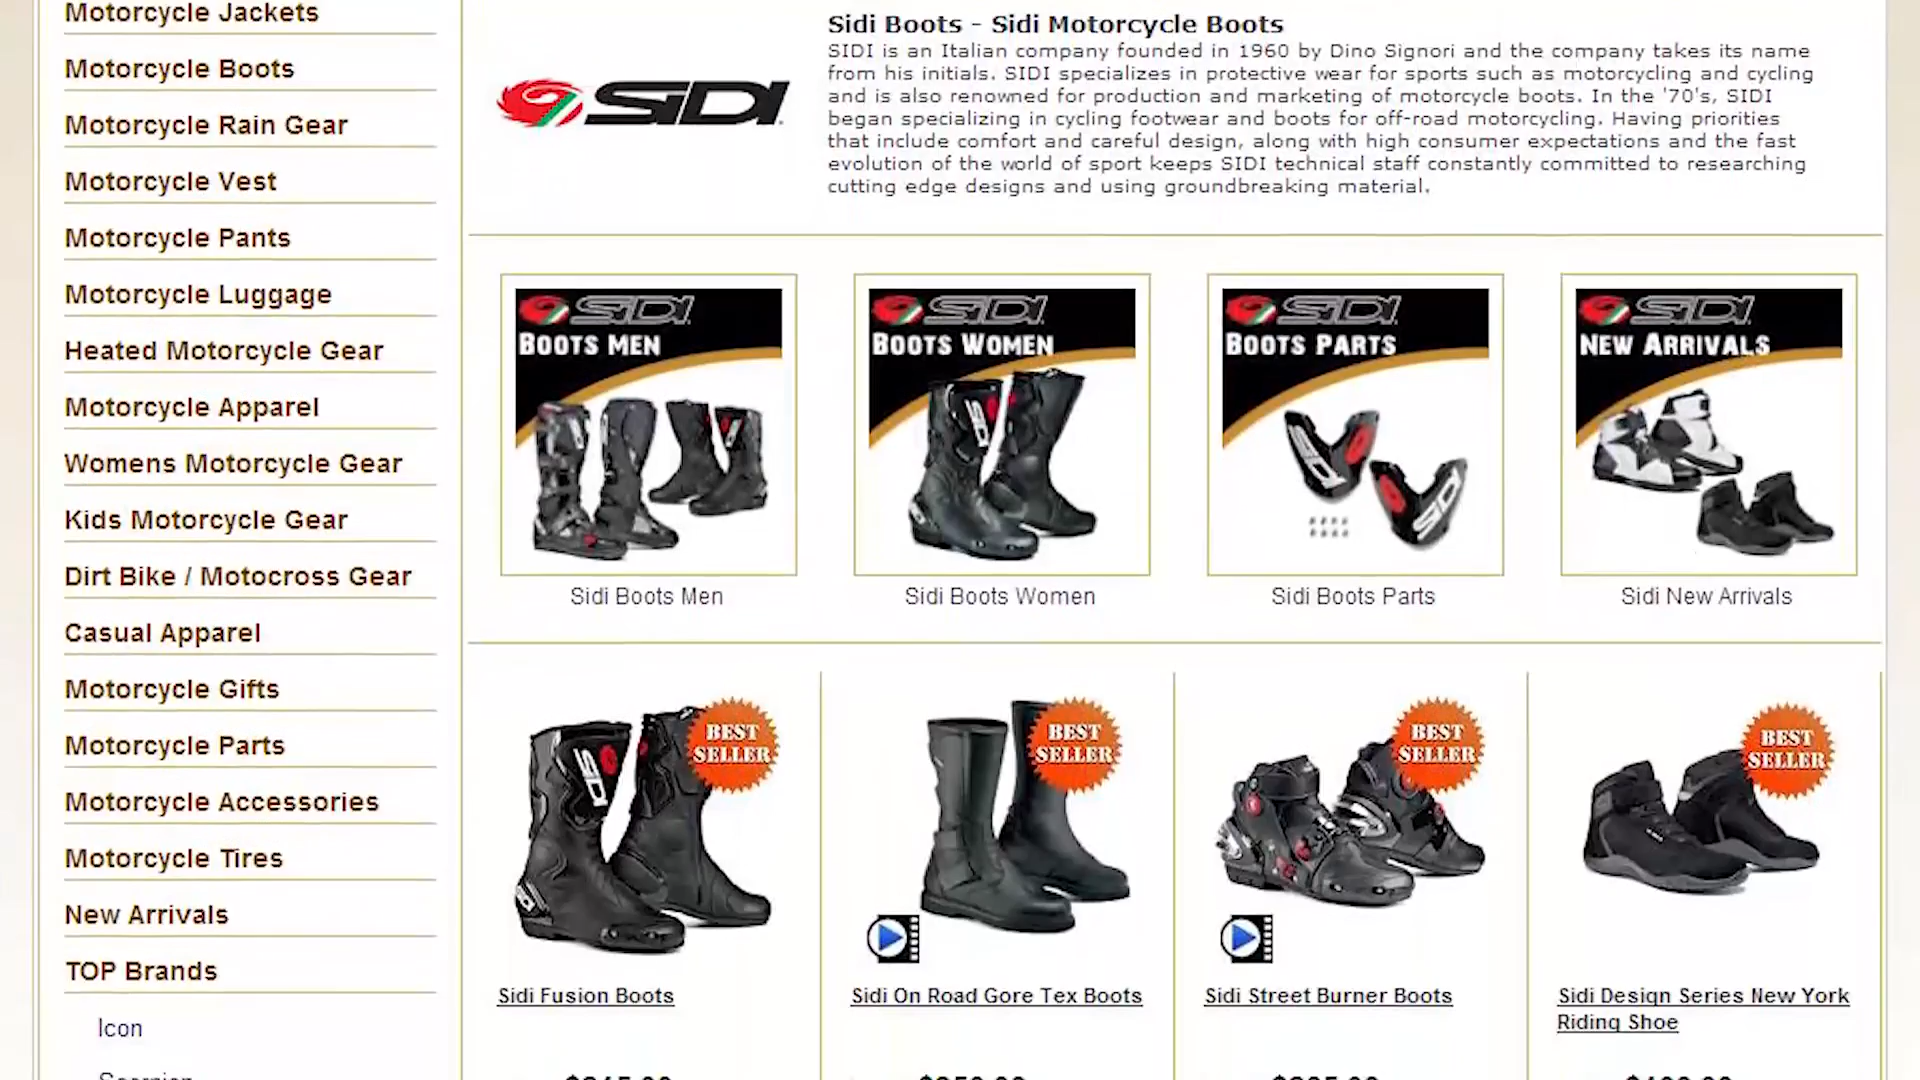 Motorcycle Jackets
Motorcycle Boots
Motorcycle Rain Gear
Motorcycle Vest
Motorcycle Pants
Motorcycle Luggage
Heated Motorcycle Gear
Motorcycle Apparel
Womens Motorcycle Gear
Kids Motorcycle Gear
Dirt Bike / Motocross Gear
Casual Apparel
Motorcycle Gifts
Motorcycle Parts
Motorcycle Accessories
Motorcycle Tires
New Arrivals
TOP Brands
Icon
SIDI
Sidi Boots - Sidi Motorcycle Boots
SIDI is an Italian company founded in 1960 by Dino Signori and the company takes its name
from his initials. SIDI specializes in protective wear for sports such as motorcycling and cycling
and is also renowned for production and marketing of motorcycle boots. In the '70's, SIDI
began specializing in cycling footwear and boots for off-road motorcycling. Having priorities
that include comfort and careful design, along with high consumer expectations and the fast
evolution of the world of sport keeps SIDI technical staff constantly committed to researching
cutting edge designs and using groundbreaking material.
SIDI
BOOTS MEN
Sidi Boots Men
SIDI
BOOTS WOMEN
SIDI
Sidi Boots Women
SIDI
BOOTS PARTS
SIDI
SIDI
Sidi Boots Parts
SIDI
NEW ARRIVALS
Sidi New Arrivals
BEST
SELLER
SIDI
SIDI
Sidi Fusion Boots
BEST
SELLER
Sidi On Road Gore Tex Boots
BEST
SELLER
Sidi Street Burner Boots
BEST
SELLER
Sidi Design Series New York
Riding Shoe